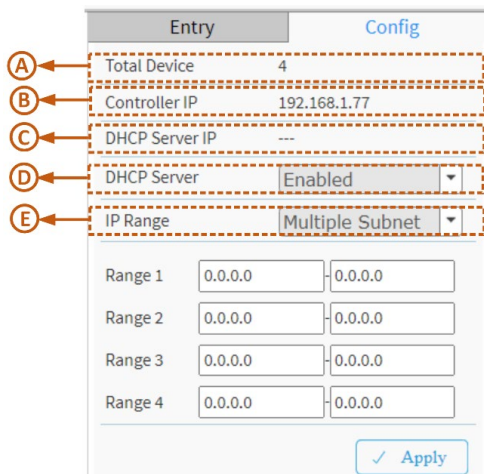 Entry Config
A Total Device 4
B Controller IP 192.168.1.77
C DHCP Server IP ---
D DHCP Server Enabled
E IP Range Multiple Subnet
Range 1 0.0.0.0 - 0.0.0.0
Range 2 0.0.0.0 - 0.0.0.0
Range 3 0.0.0.0 - 0.0.0.0
Range 4 0.0.0.0 - 0.0.0.0
✓ Apply